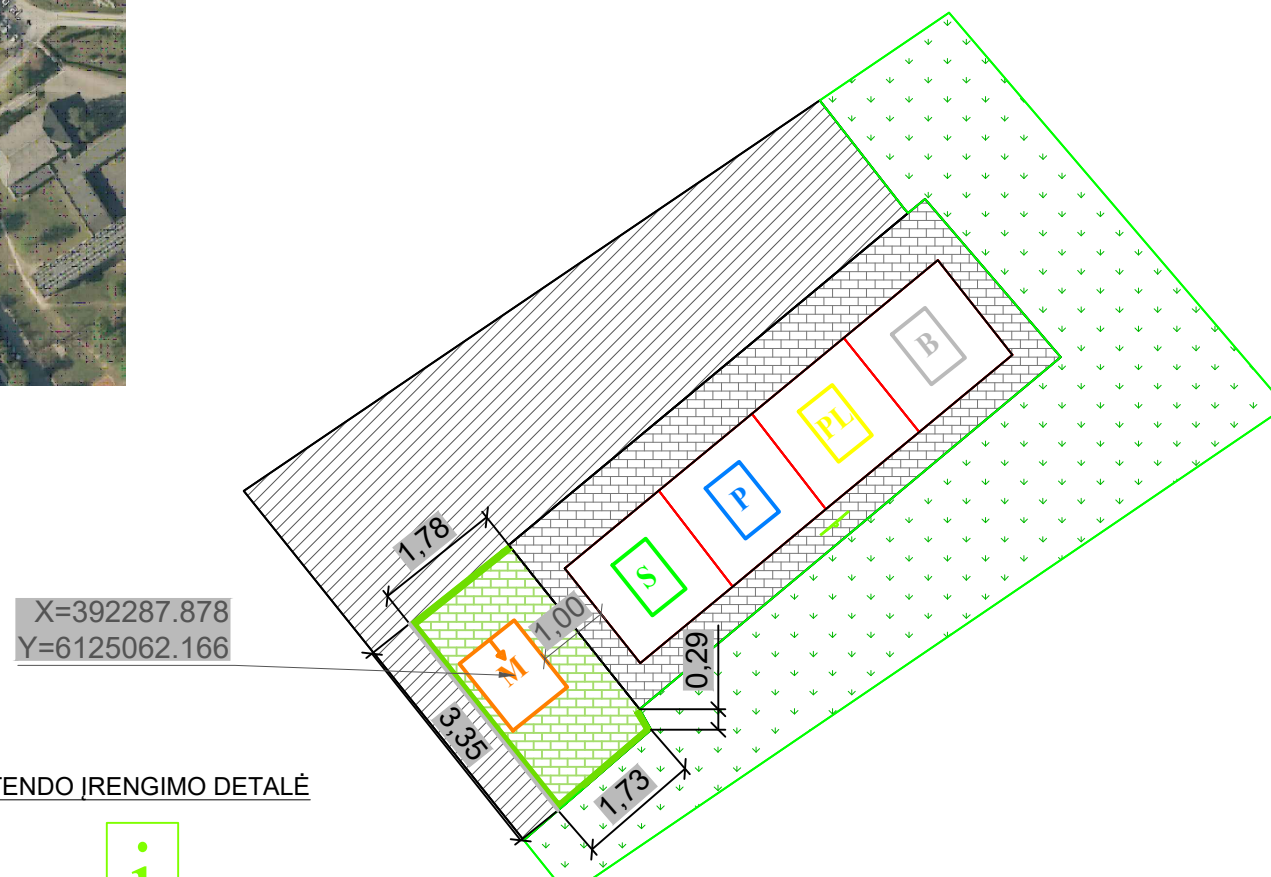 B
PL
P
S
1,78
1,00
X=392287.878
Y=6125062.166
M
0,29
3,35
1,73
TENDO ĮRENGIMO DETALĖ
i